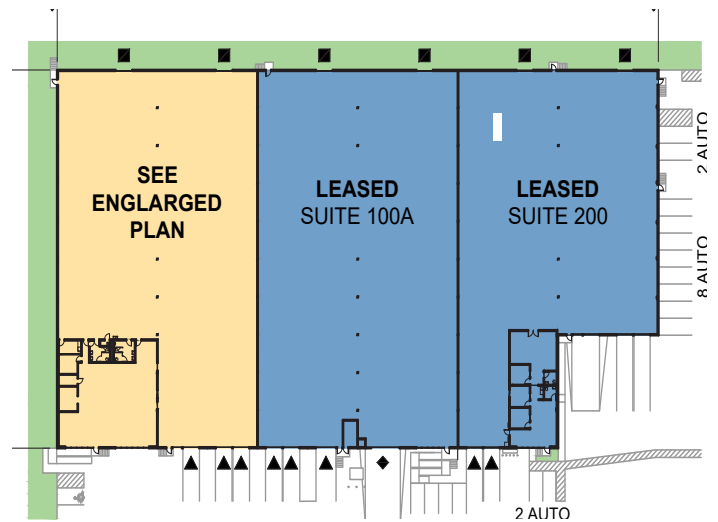 SEE
ENGLARGED
PLAN
LEASED
SUITE 100A
LEASED
SUITE 200
2 AUTO
8 AUTO
2 AUTO